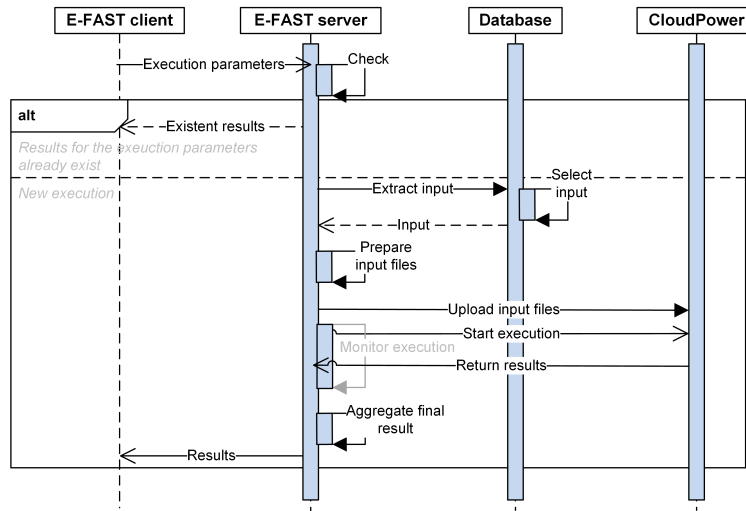 E-FAST client
E-FAST server
Database
CloudPower
Execution parameters
Check
alt
Existent results
Results for the exeuction parameters
already exist
New execution
Extract input
Select
input
Input
Prepare
input files
Upload input files
Start execution
Monitor execution
Return results
Aggregate final
result
Results